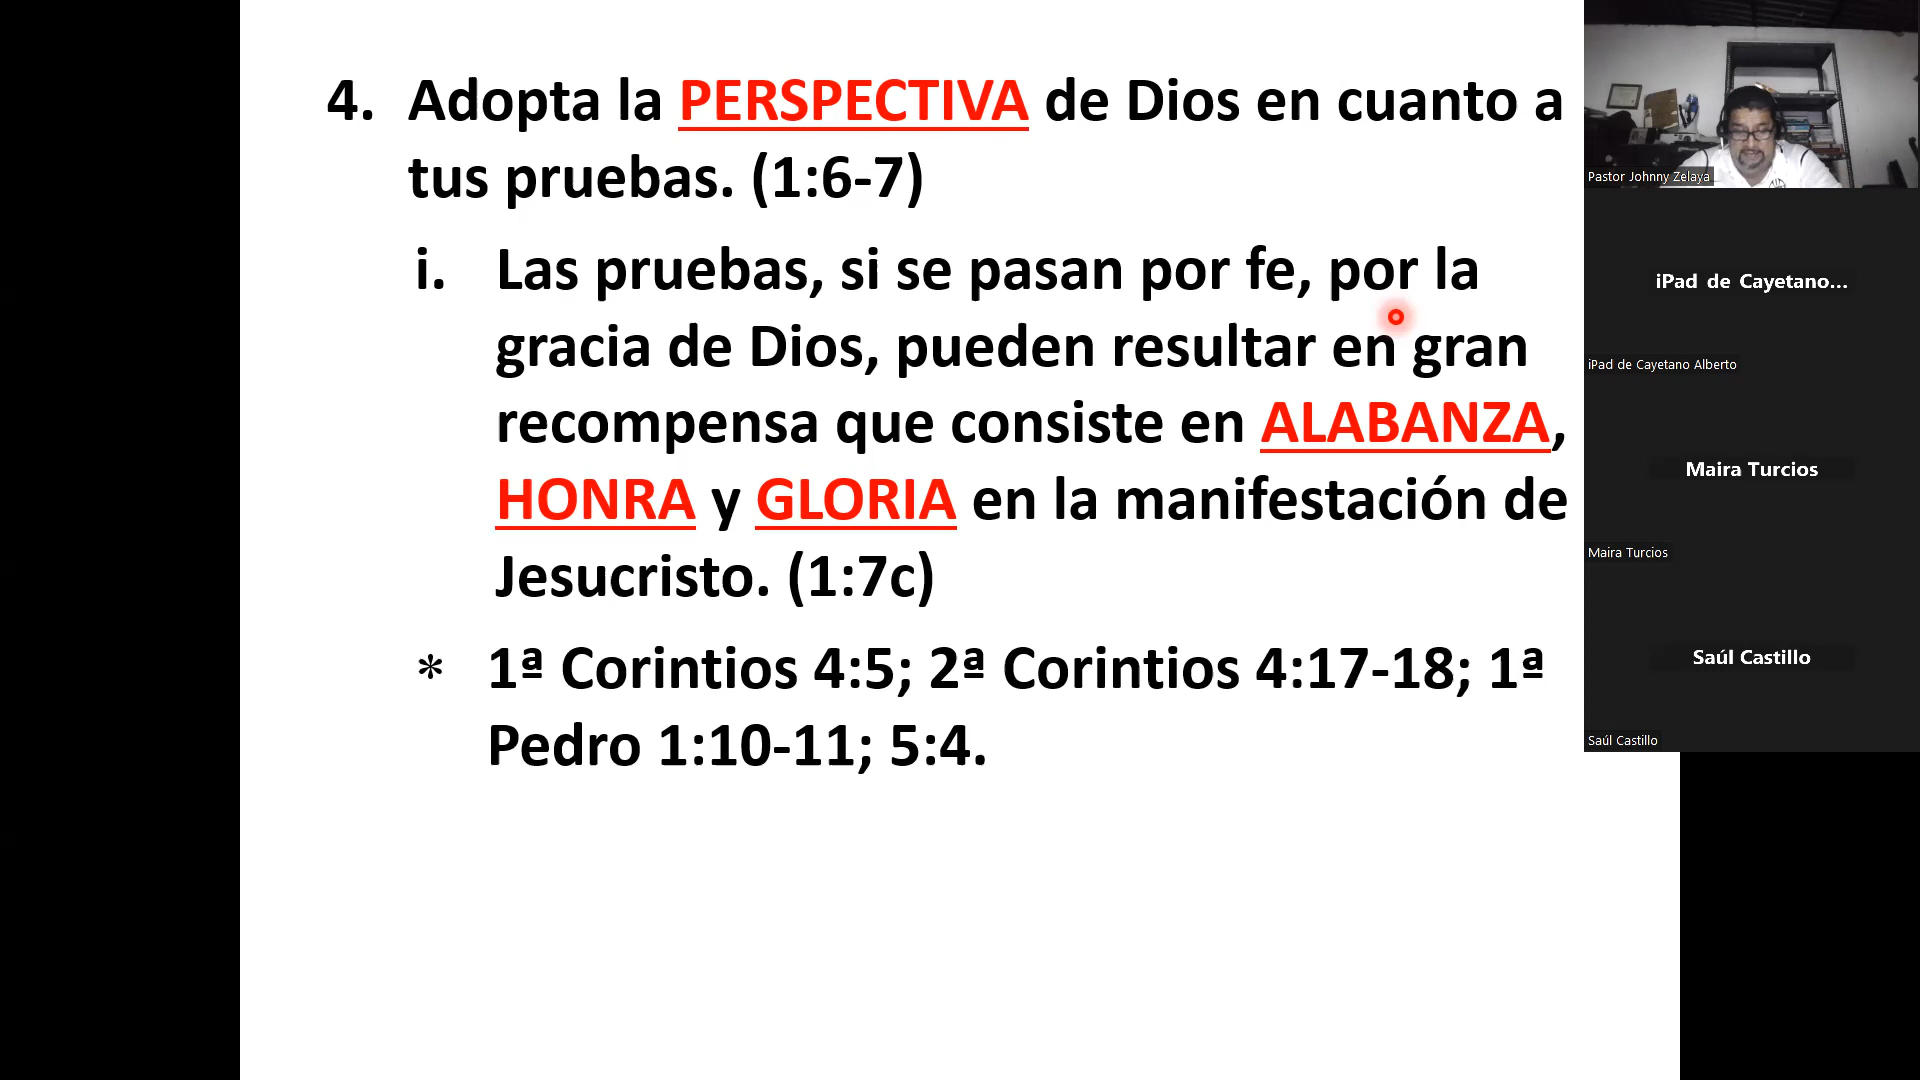 4. Adopta la PERSPECTIVA de Dios en cuanto a
tus pruebas. (1:6-7)
i. Las pruebas, si se pasan por fe, por la
gracia de Dios, pueden resultar en gran
recompensa que consiste en ALABANZA,
HONRA y GLORIA en la manifestación de
Jesucristo. (1:7c)
* 1ª Corintios 4:5; 2ª Corintios 4:17-18; 1ª
Pedro 1:10-11; 5:4.
Pastor Johnny Zelaya
iPad de Cayetano...
iPad de Cayetano Alberto
Maira Turcios
Maira Turcios
Saúl Castillo
Saúl Castillo